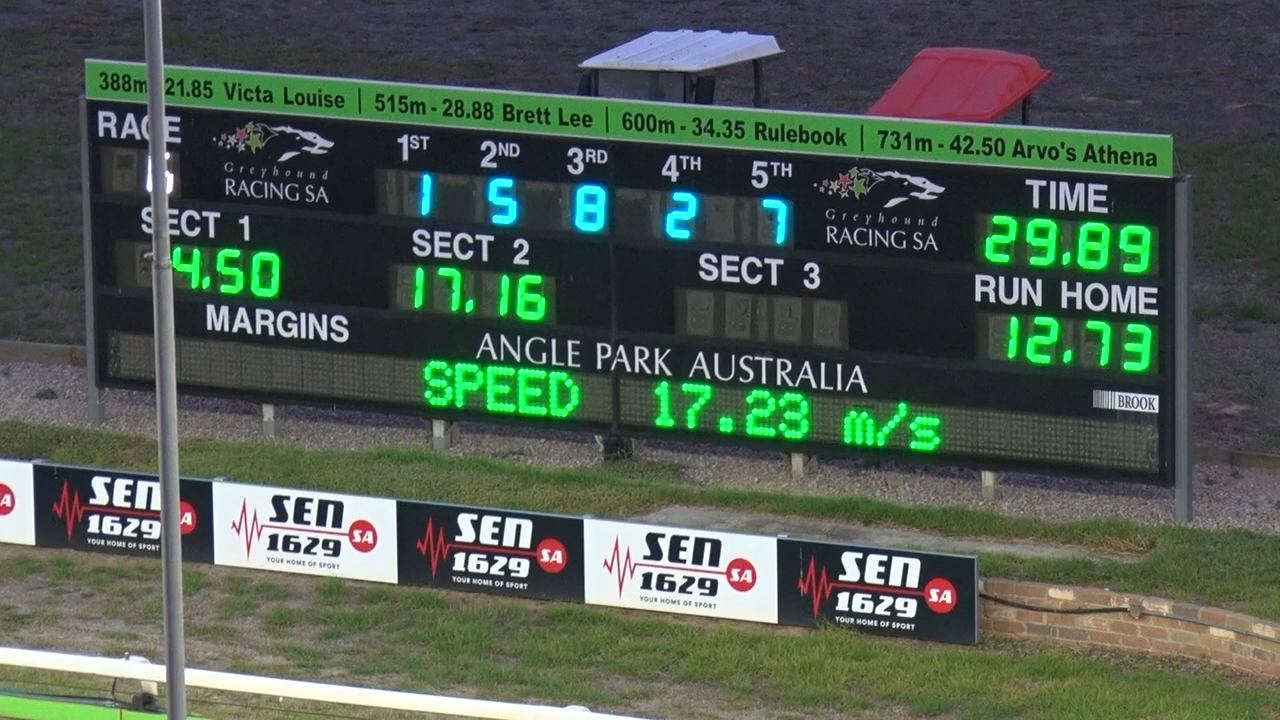 388m 21.85 Victa Louise | 515m - 28.88 Brett Lee | 600m - 34.35 Rulebook | 731m - 42.50 Arvo's Athena
RACE
Greyhound
RACING SA
1ST 2ND 3RD 4TH 5TH
1 5 8 2 7
Greyhound
RACING SA
TIME
29.89
SECT 1
4.50
SECT 2
17.16
SECT 3
RUN HOME
12.73
MARGINS
ANGLE PARK AUSTRALIA
SPEED 17.23 m/s
BROOK
SA
SEN
1629
SA
YOUR HOME OF SPORT
SEN
1629
SA
YOUR HOME OF SPORT
SEN
1629
SA
YOUR HOME OF SPORT
SEN
1629
SA
YOUR HOME OF SPORT
SEN
1629
SA
YOUR HOME OF SPORT